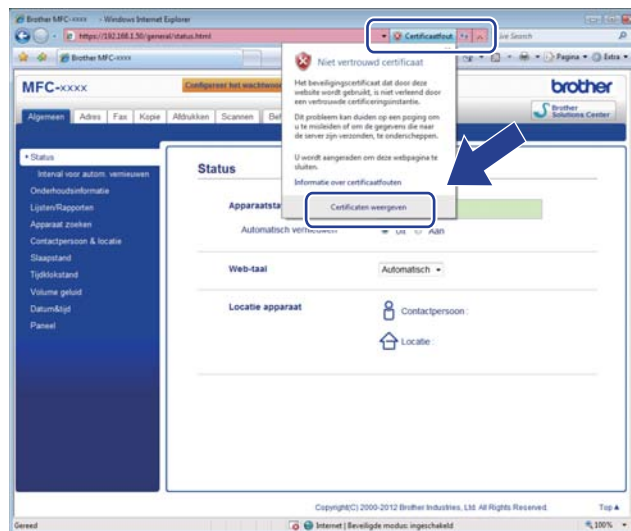 Brother MFC-xxxx - Windows Internet Explorer
https://192.168.1.50/general/status.html
Certificaatfout
Live Search
Brother MFC-xxxx
Pagina
Extra
MFC-xxxx
Configureer het wachtwoord
brother
Algemeen
Adres
Fax
Kopie
Afdrukken
Scannen
Brother
Solutions Center
Niet vertrouwd certificaat
Het beveiligingscertificaat dat door deze
website wordt gebruikt, is niet verleend door
een vertrouwde certificeringsinstantie.
Dit probleem kan duiden op een poging om
u te misleiden of om de gegevens die naar
de server zijn verzonden, te onderscheppen.
U wordt aangeraden om deze webpagina te
sluiten.
Informatie over certificaatfouten
Certificaten weergeven
Status
Interval voor autom. vernieuwen
Onderhoudsinformatie
Lijsten/Rapporten
Apparaat zoeken
Contactpersoon & locatie
Slaapstand
Tijdklokstand
Volume geluid
Datum&tijd
Paneel
Status
Automatisch vernieuwen
Uit
Aan
Web-taal
Automatisch
Locatie apparaat
Contactpersoon :
Locatie :
Copyright(C) 2000-2012 Brother Industries, Ltd. All Rights Reserved.
Top
Gereed
Internet | Beveiligde modus: ingeschakeld
100%